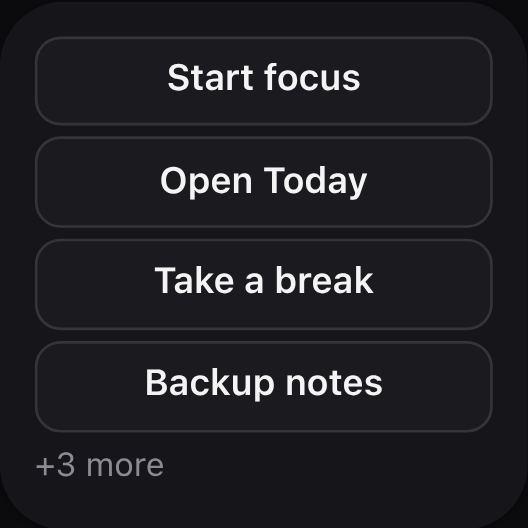 Start focus
Open Today
Take a break
Backup notes
+3 more